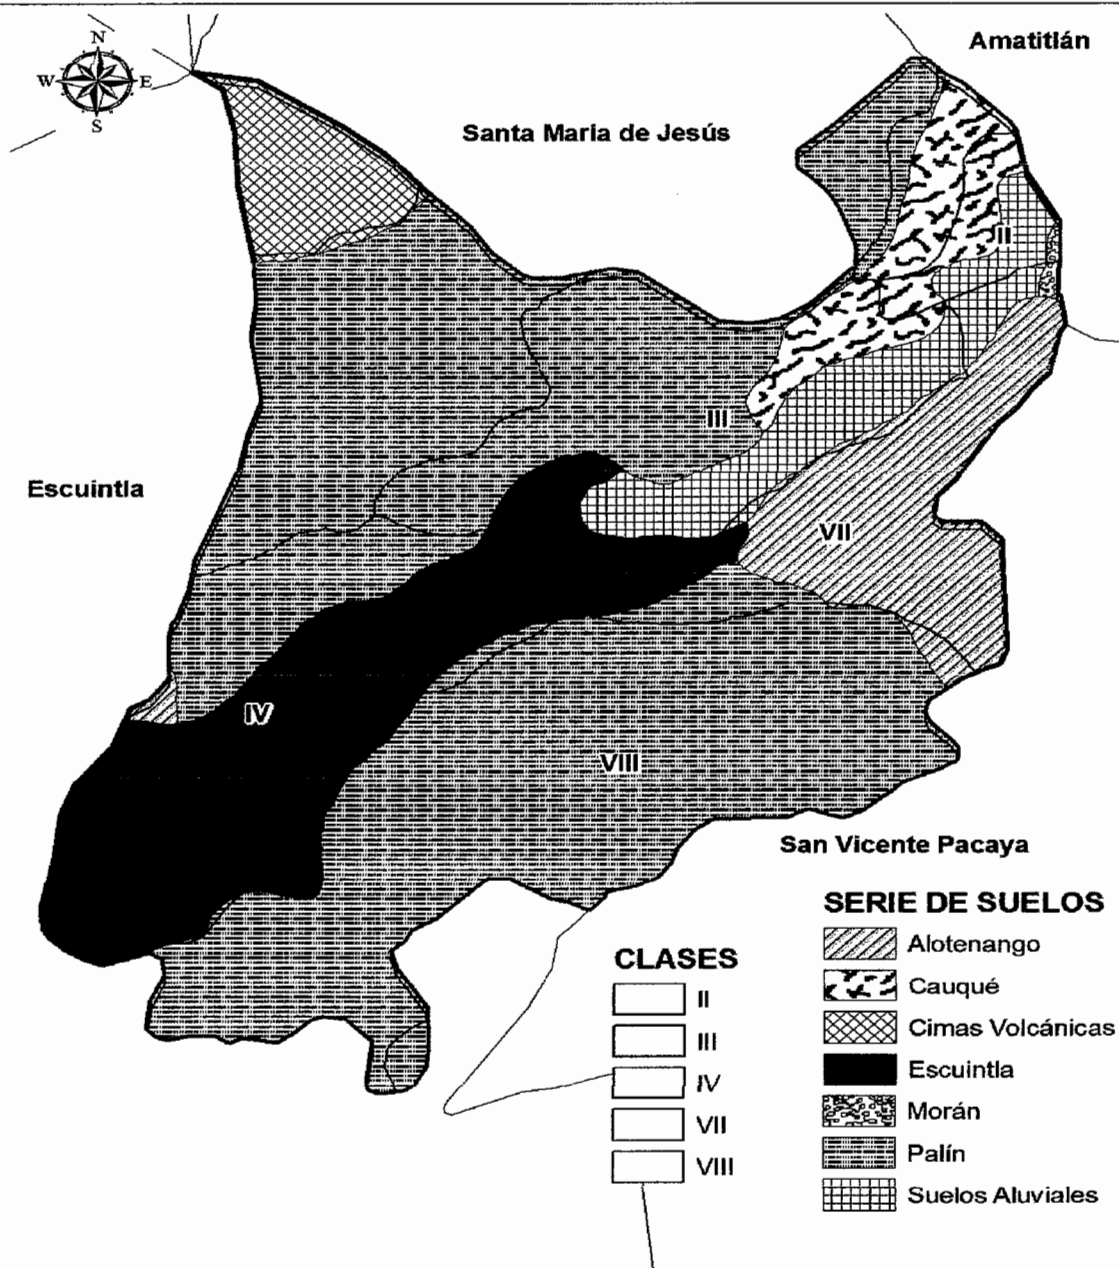 N
W E
S
Amatitlán
Santa Maria de Jesús
II
III
Escuintla
VII
IV
VIII
San Vicente Pacaya
SERIE DE SUELOS
Alotenango
Cauqué
Cimas Volcánicas
Escuintla
Morán
Palín
Suelos Aluviales
CLASES
II
III
IV
VII
VIII